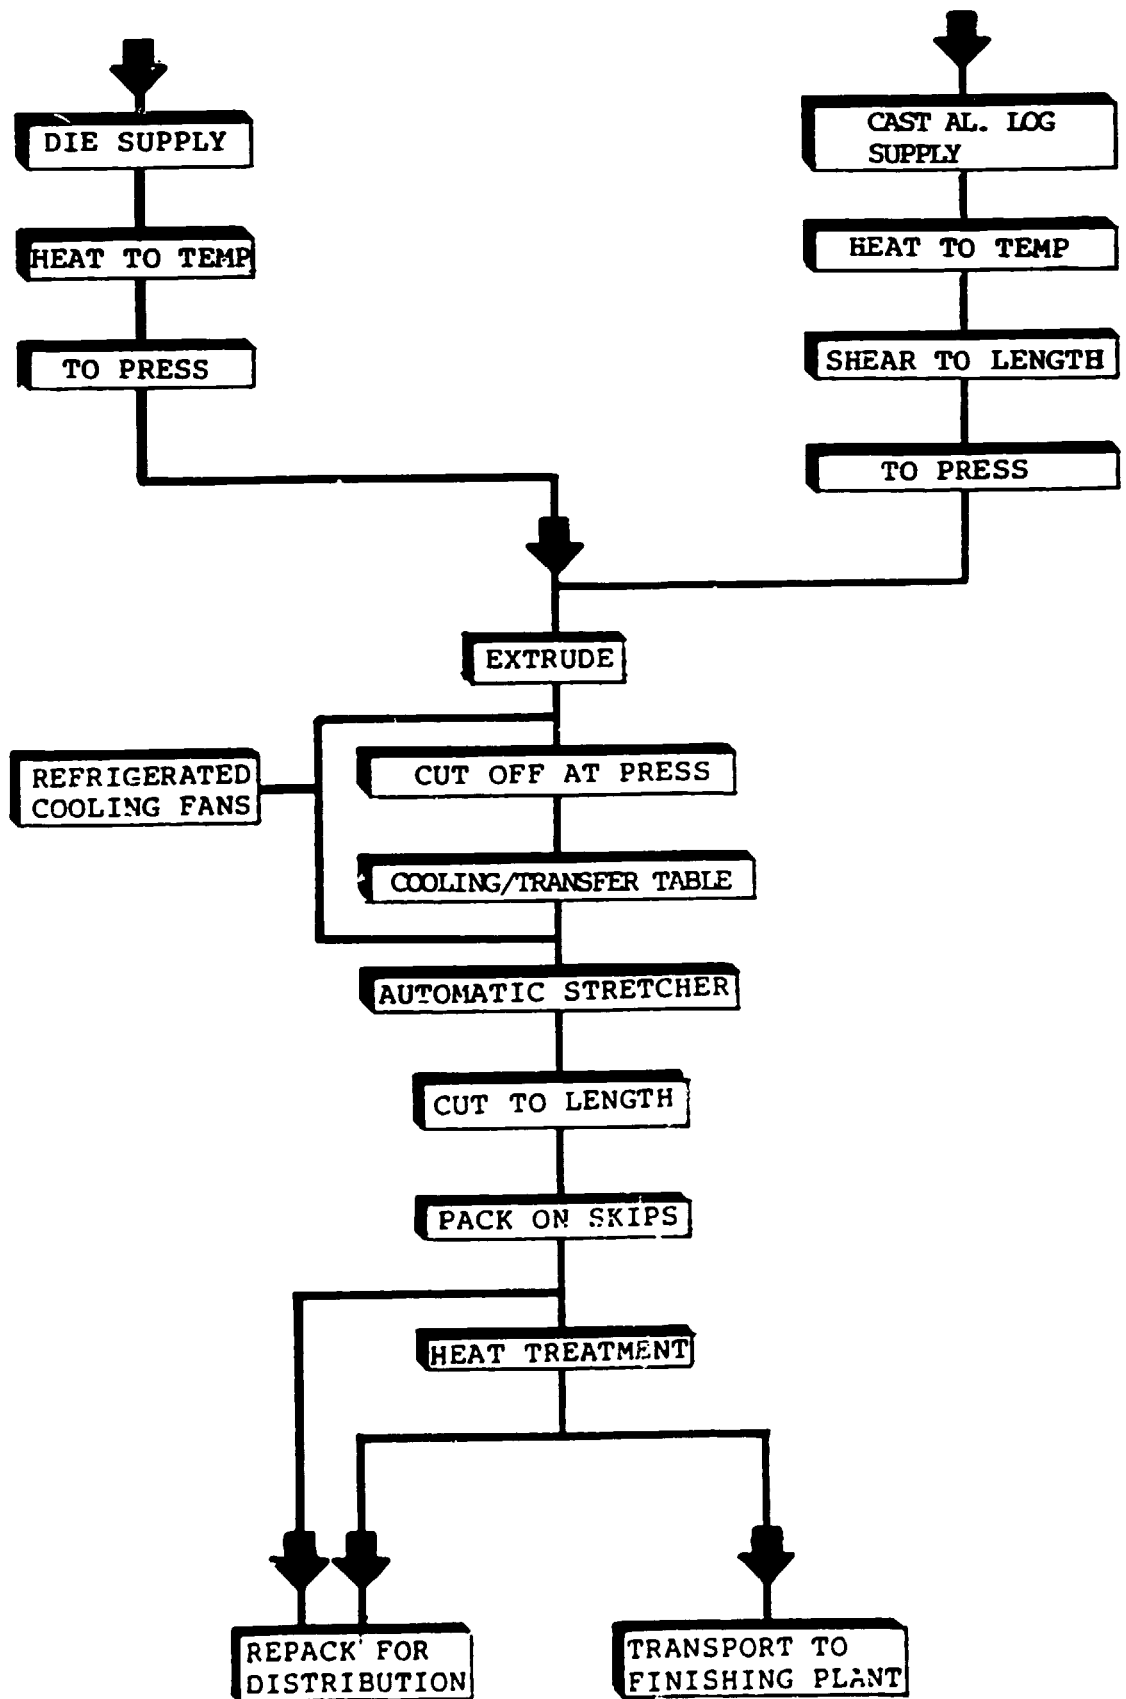 DIE SUPPLY
HEAT TO TEMP
TO PRESS
CAST AL. LOG
SUPPLY
HEAT TO TEMP
SHEAR TO LENGTH
TO PRESS
EXTRUDE
REFRIGERATED
COOLING FANS
CUT OFF AT PRESS
COOLING/TRANSFER TABLE
AUTOMATIC STRETCHER
CUT TO LENGTH
PACK ON SKIPS
HEAT TREATMENT
REPACK FOR
DISTRIBUTION
TRANSPORT TO
FINISHING PLANT